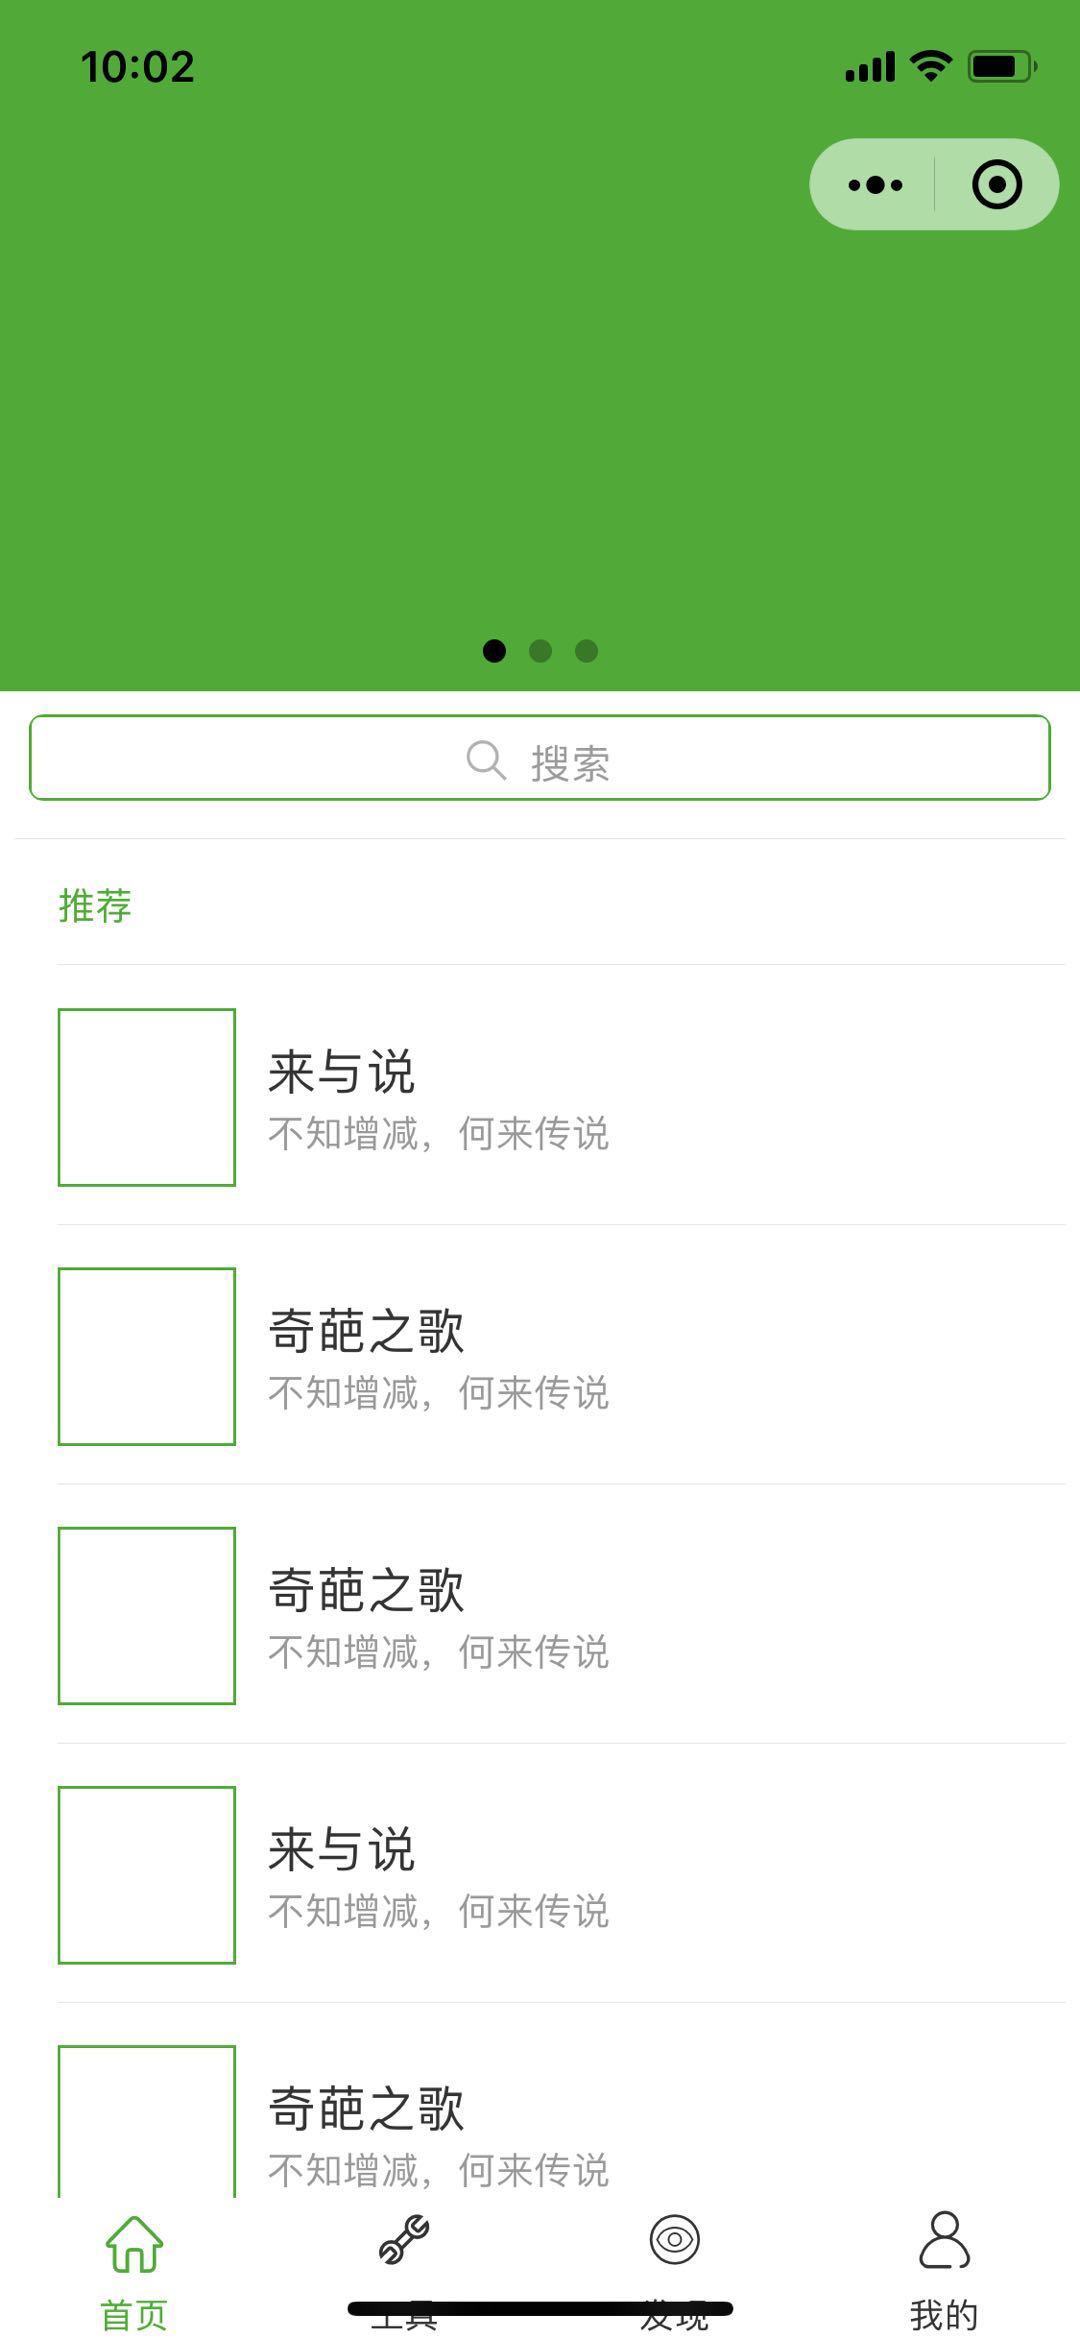 10:02
搜索
推荐
来与说
不知增减，何来传说
奇葩之歌
不知增减，何来传说
奇葩之歌
不知增减，何来传说
来与说
不知增减，何来传说
奇葩之歌
不知增减，何来传说
首页
工具
发现
我的